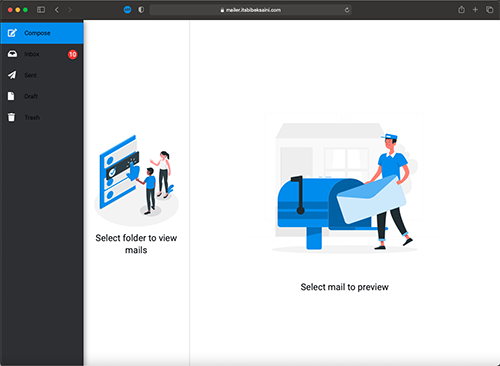 mailer.itsbibeksaini.com
Compose
Inbox
10
Sent
Draft
Trash
Select folder to view
mails
Select mail to preview